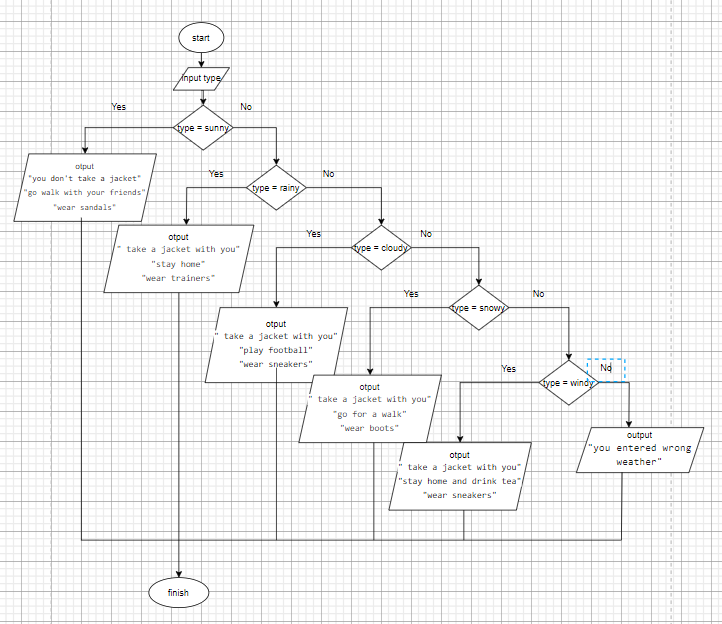 start
input type
Yes
No
type = sunny
otput
"you don't take a jacket"
"go walk with your friends"
"wear sandals"
Yes
No
type = rainy
otput
" take a jacket with you"
"stay home"
"wear trainers"
Yes
No
type = cloudy
otput
" take a jacket with you"
"play football"
"wear sneakers"
Yes
No
type = snowy
otput
" take a jacket with you"
"go for a walk"
"wear boots"
Yes
No
type = windy
otput
" take a jacket with you"
"stay home and drink tea"
"wear sneakers"
output
"you entered wrong
weather"
finish